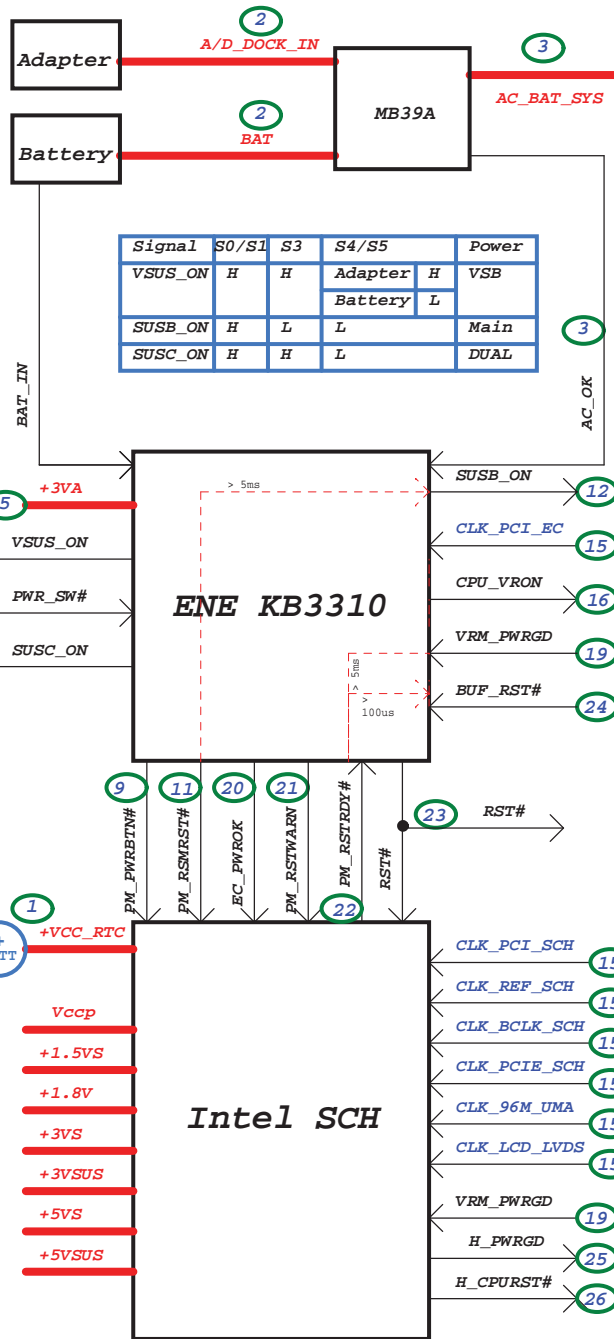 2
A/D_DOCK_IN
Adapter
MB39A
3
AC_BAT_SYS
2
BAT
Battery
Signal S0/S1 S3 S4/S5 Power
VSUS_ON H H Adapter H VSB
Battery L
SUSB_ON H L L Main
SUSC_ON H H L DUAL
3
BAT_IN
AC_OK
5
+3VA
VSUS_ON
PWR_SW#
SUSC_ON
ENE KB3310
> 5ms
> 5ms
>
100us
SUSB_ON
12
CLK_PCI_EC
15
CPU_VRON
16
VRM_PWRGD
19
BUF_RST#
24
9
11
20
21
PM_PWRBTN#
PM_RSMRST#
EC_PWROK
PM_RSTWARN
PM_RSTRDY#
RST#
22
23
RST#
1
+
TT
+VCC_RTC
Vccp
+1.5VS
+1.8V
+3VS
+3VSUS
+5VS
+5VSUS
Intel SCH
CLK_PCI_SCH
15
CLK_REF_SCH
15
CLK_BCLK_SCH
15
CLK_PCIE_SCH
15
CLK_96M_UMA
15
CLK_LCD_LVDS
15
VRM_PWRGD
19
H_PWRGD
25
H_CPURST#
26